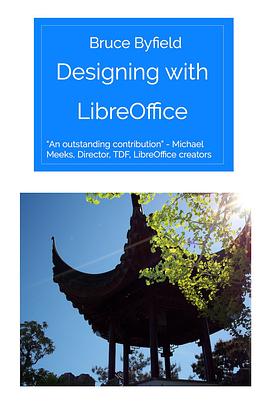 Bruce Byfield
Designing with
LibreOffice
"An outstanding contribution" - Michael
Meeks, Director, TDF, LibreOffice creators